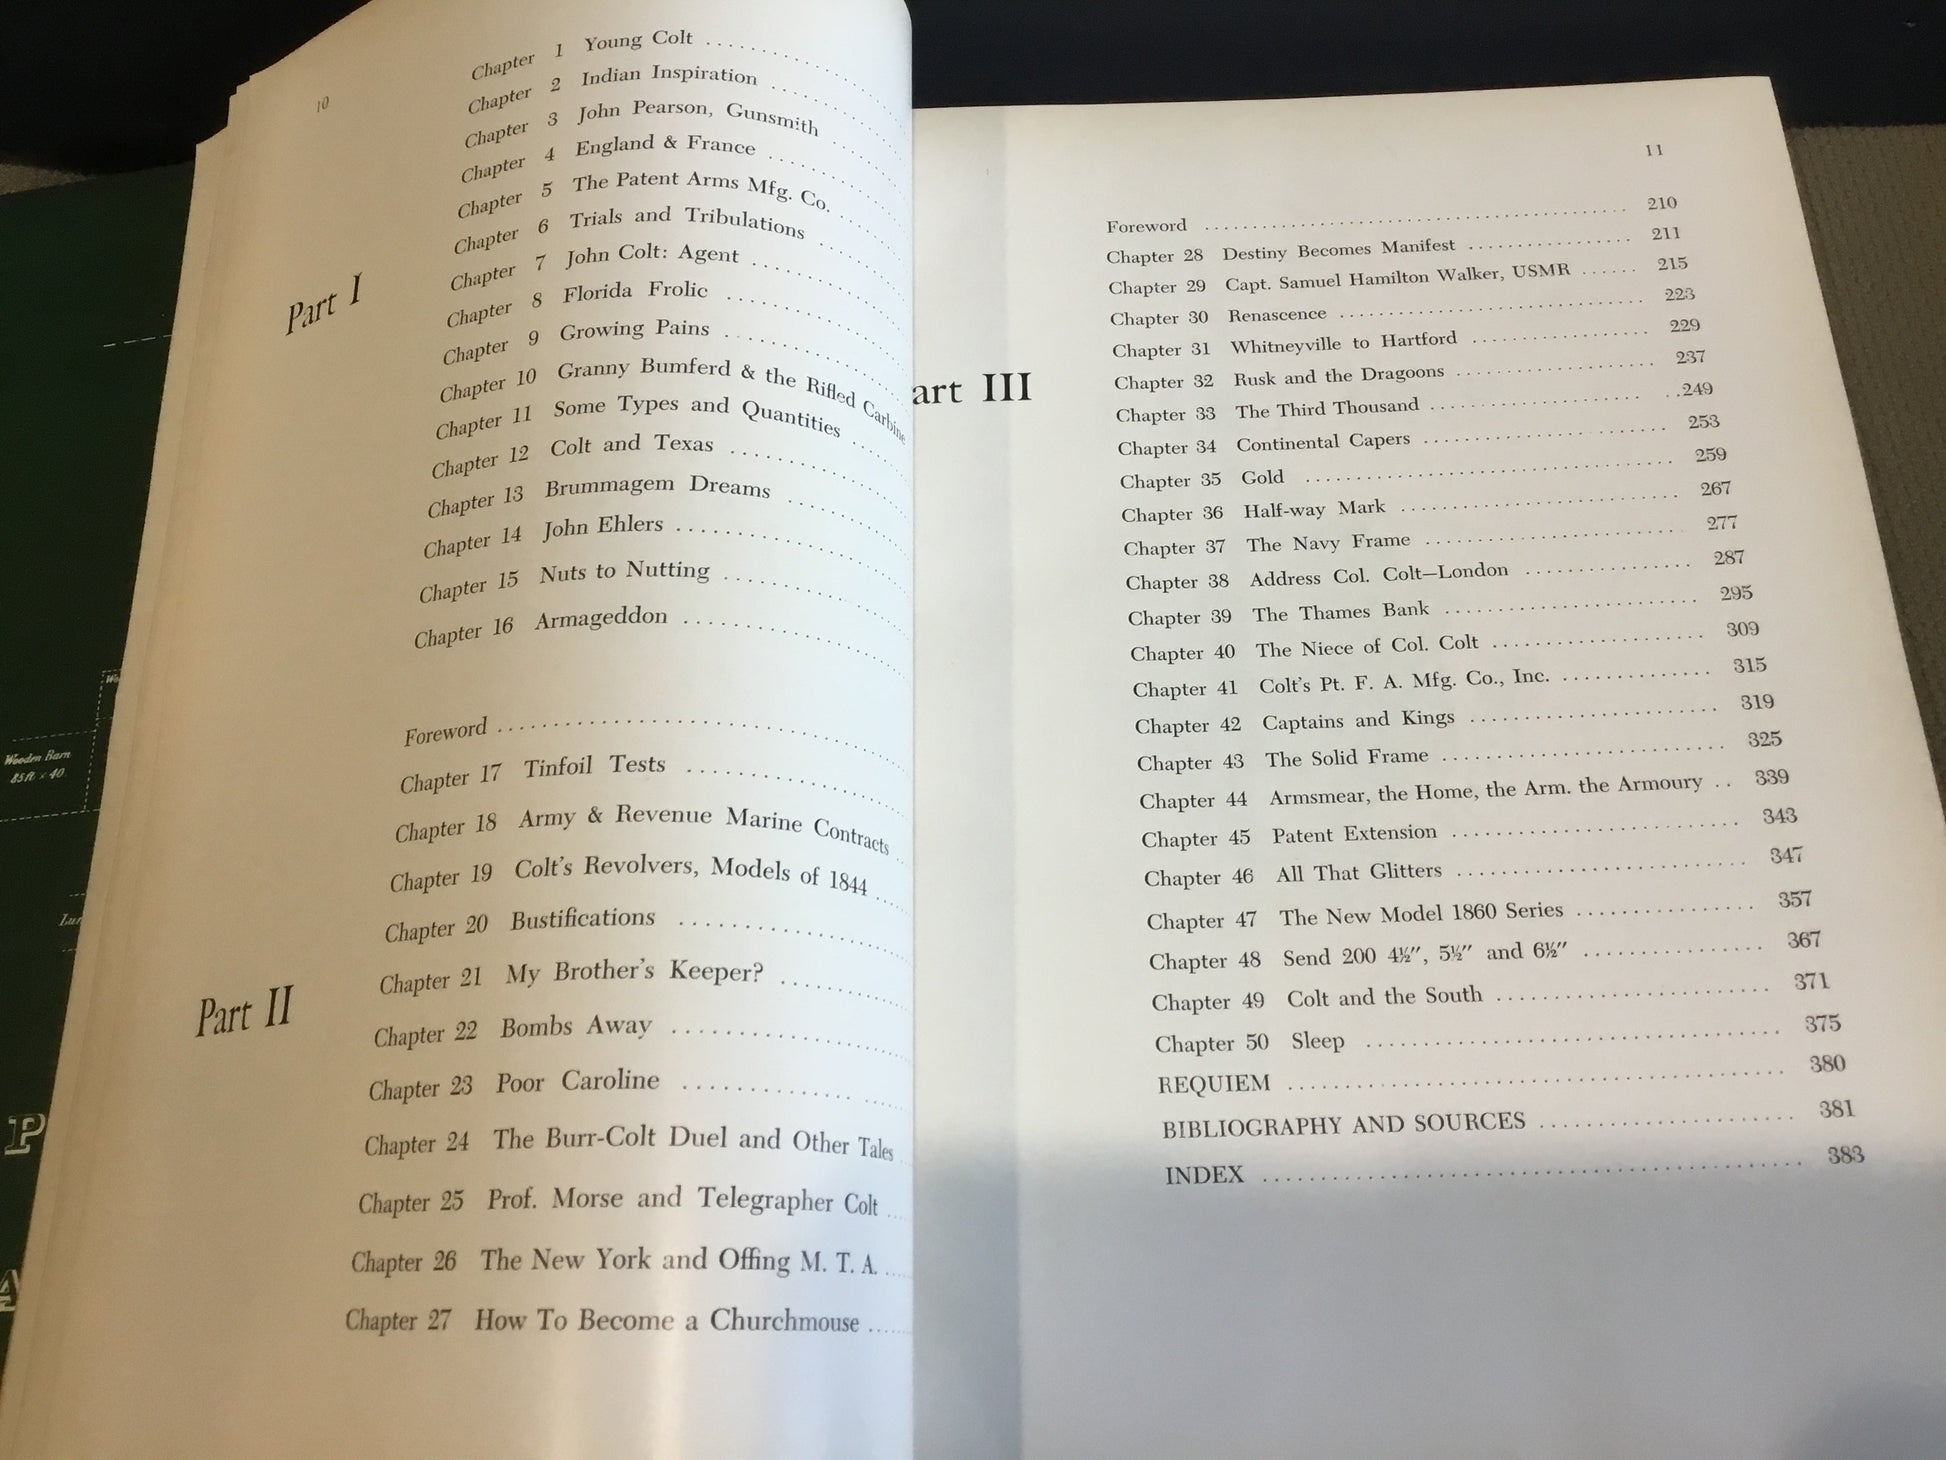 10
Part I
Chapter 1 Young Colt
Chapter 2 Indian Inspiration
Chapter 3 John Pearson, Gunsmith
Chapter 4 England & France
Chapter 5 The Patent Arms Mfg. Co.
Chapter 6 Trials and Tribulations
Chapter 7 John Colt: Agent
Chapter 8 Florida Frolic
Chapter 9 Growing Pains
Chapter 10 Granny Bumferd & the Rifled Carbine
Chapter 11 Some Types and Quantities
Chapter 12 Colt and Texas
Chapter 13 Brummagem Dreams
Chapter 14 John Ehlers
Chapter 15 Nuts to Nutting
Chapter 16 Armageddon
Part II
Foreword
Chapter 17 Tinfoil Tests
Chapter 18 Army & Revenue Marine Contracts
Chapter 19 Colt's Revolvers, Models of 1844
Chapter 20 Bustifications
Chapter 21 My Brother's Keeper?
Chapter 22 Bombs Away
Chapter 23 Poor Caroline
Chapter 24 The Burr-Colt Duel and Other Tales
Chapter 25 Prof. Morse and Telegrapher Colt
Chapter 26 The New York and Offing M. T. A.
Chapter 27 How To Become a Churchmouse
Wooden Barn
85 ft. × 40
P
A
11
art III
Foreword 210
Chapter 28 Destiny Becomes Manifest 211
Chapter 29 Capt. Samuel Hamilton Walker, USMR 215
Chapter 30 Renascence 223
Chapter 31 Whitneyville to Hartford 229
Chapter 32 Rusk and the Dragoons 237
Chapter 33 The Third Thousand 249
Chapter 34 Continental Capers 253
Chapter 35 Gold 259
Chapter 36 Half-way Mark 267
Chapter 37 The Navy Frame 277
Chapter 38 Address Col. Colt—London 287
Chapter 39 The Thames Bank 295
Chapter 40 The Niece of Col. Colt 309
Chapter 41 Colt's Pt. F. A. Mfg. Co., Inc. 315
Chapter 42 Captains and Kings 319
Chapter 43 The Solid Frame 325
Chapter 44 Armsmear, the Home, the Arm. the Armoury 339
Chapter 45 Patent Extension 343
Chapter 46 All That Glitters 347
Chapter 47 The New Model 1860 Series 357
Chapter 48 Send 200 4½″, 5½″ and 6½″ 367
Chapter 49 Colt and the South 371
Chapter 50 Sleep 375
REQUIEM 380
BIBLIOGRAPHY AND SOURCES 381
INDEX 383